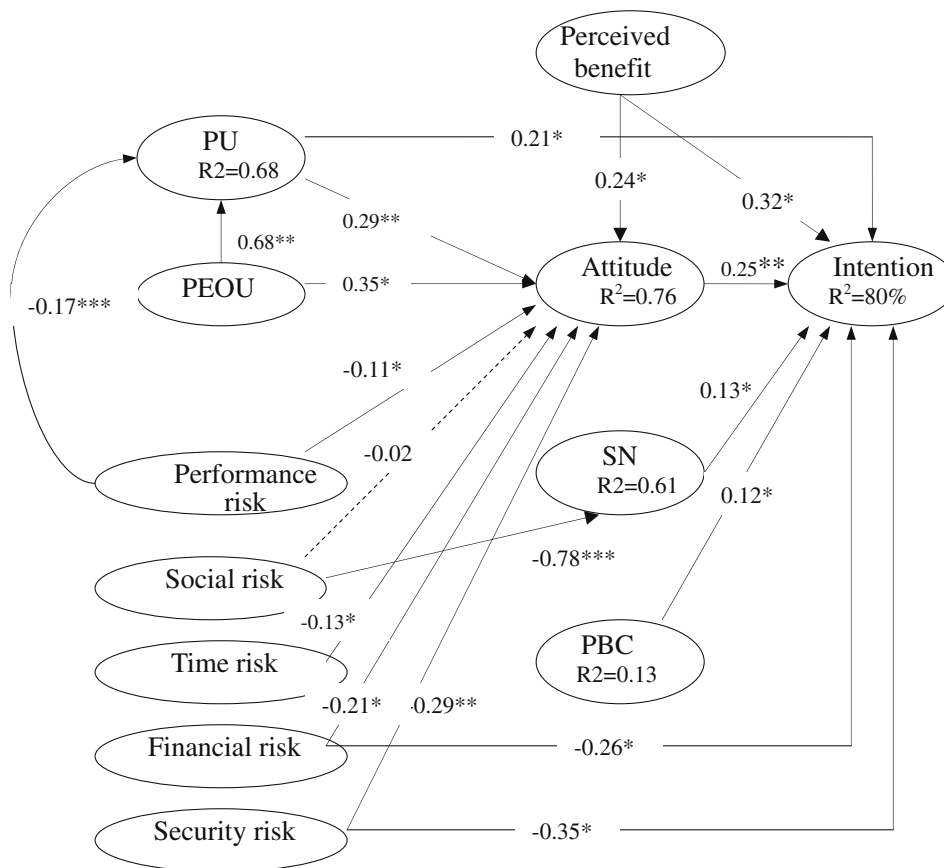 Perceived
benefit
PU
R2=0.68
0.21*
0.24*
0.32*
0.29**
0.68**
PEOU
0.35*
Attitude
R²=0.76
0.25**
Intention
R²=80%
-0.17***
-0.11*
-0.02
0.13*
SN
R2=0.61
Performance
risk
0.12*
-0.78***
Social risk
-0.13*
PBC
R2=0.13
Time risk
-0.21*
-0.29**
Financial risk
-0.26*
Security risk
-0.35*